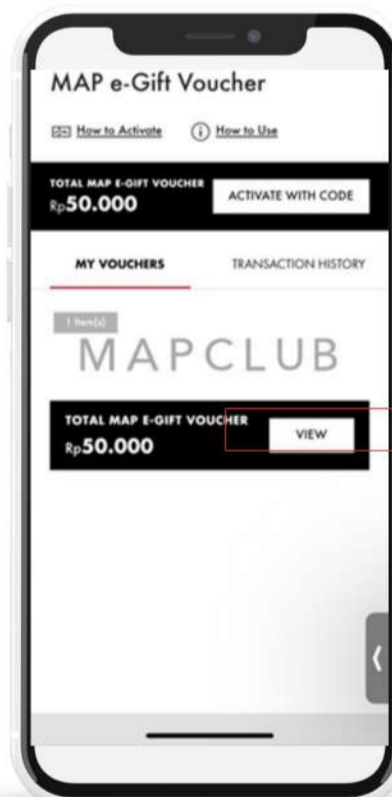 MAP e-Gift Voucher
How to Activate How to Use
TOTAL MAP E-GIFT VOUCHER
Rp50.000
ACTIVATE WITH CODE
MY VOUCHERS TRANSACTION HISTORY
1 Item(s)
MAPCLUB
TOTAL MAP E-GIFT VOUCHER
Rp50.000
VIEW